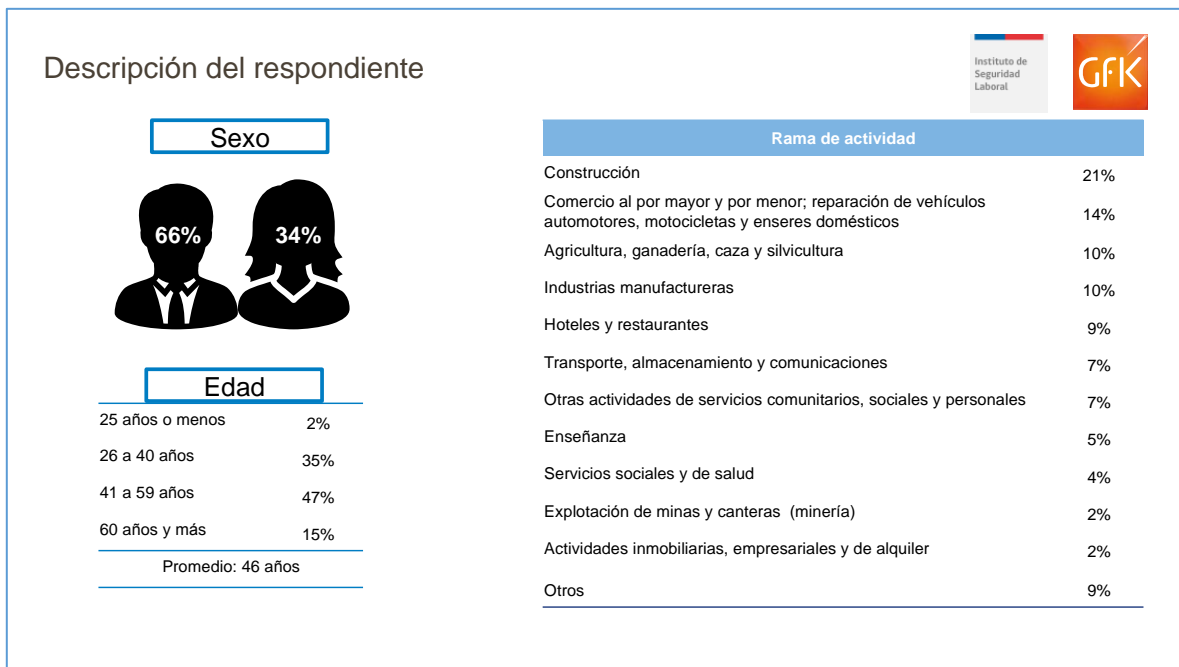 Descripción del respondiente
Instituto de
Seguridad
Laboral
GfK
Sexo
66%
34%
Edad
25 años o menos 2%
26 a 40 años 35%
41 a 59 años 47%
60 años y más 15%
Promedio: 46 años
Rama de actividad
Construcción 21%
Comercio al por mayor y por menor; reparación de vehículos
automotores, motocicletas y enseres domésticos 14%
Agricultura, ganadería, caza y silvicultura 10%
Industrias manufactureras 10%
Hoteles y restaurantes 9%
Transporte, almacenamiento y comunicaciones 7%
Otras actividades de servicios comunitarios, sociales y personales 7%
Enseñanza 5%
Servicios sociales y de salud 4%
Explotación de minas y canteras (minería) 2%
Actividades inmobiliarias, empresariales y de alquiler 2%
Otros 9%